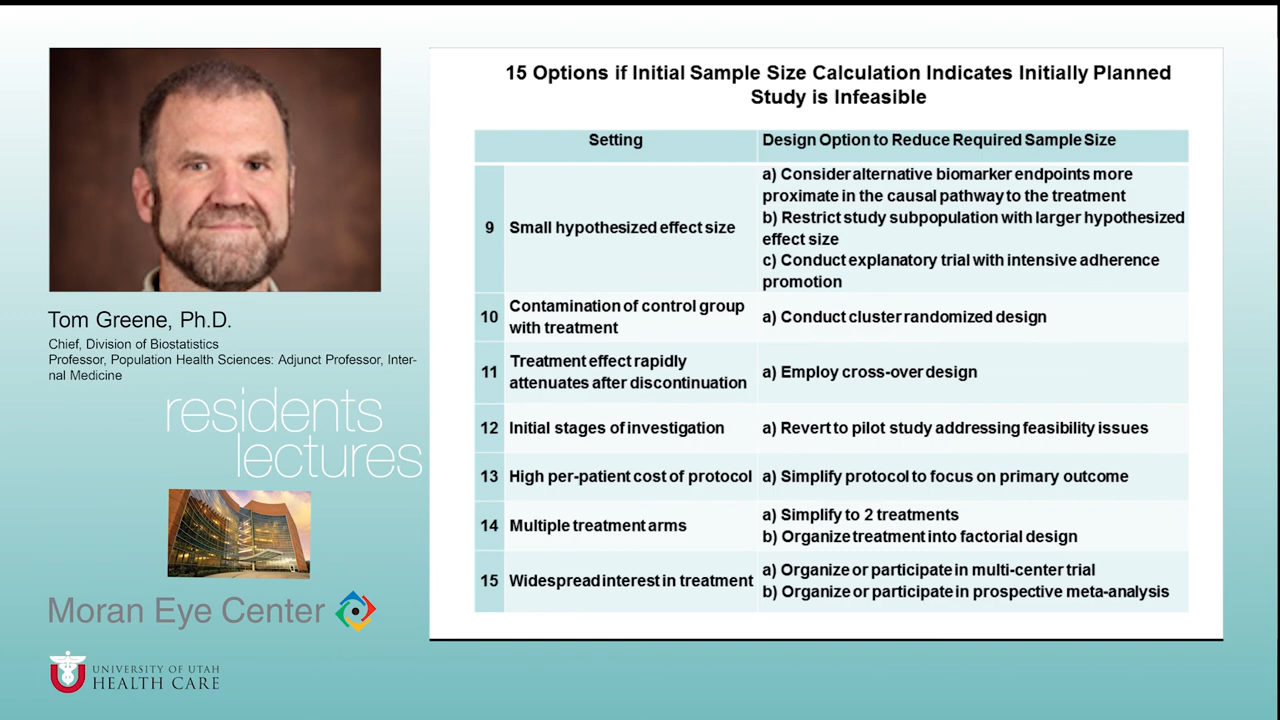 15 Options if Initial Sample Size Calculation Indicates Initially Planned
Study is Infeasible
Setting
Design Option to Reduce Required Sample Size
9
Small hypothesized effect size
a) Consider alternative biomarker endpoints more
proximate in the causal pathway to the treatment
b) Restrict study subpopulation with larger hypothesized
effect size
c) Conduct explanatory trial with intensive adherence
promotion
10
Contamination of control group
with treatment
a) Conduct cluster randomized design
11
Treatment effect rapidly
attenuates after discontinuation
a) Employ cross-over design
12
Initial stages of investigation
a) Revert to pilot study addressing feasibility issues
13
High per-patient cost of protocol
a) Simplify protocol to focus on primary outcome
14
Multiple treatment arms
a) Simplify to 2 treatments
b) Organize treatment into factorial design
15
Widespread interest in treatment
a) Organize or participate in multi-center trial
b) Organize or participate in prospective meta-analysis
Tom Greene, Ph.D.
Chief, Division of Biostatistics
Professor, Population Health Sciences: Adjunct Professor, Inter-
nal Medicine
residents
lectures
Moran Eye Center
UNIVERSITY OF UTAH
HEALTH CARE